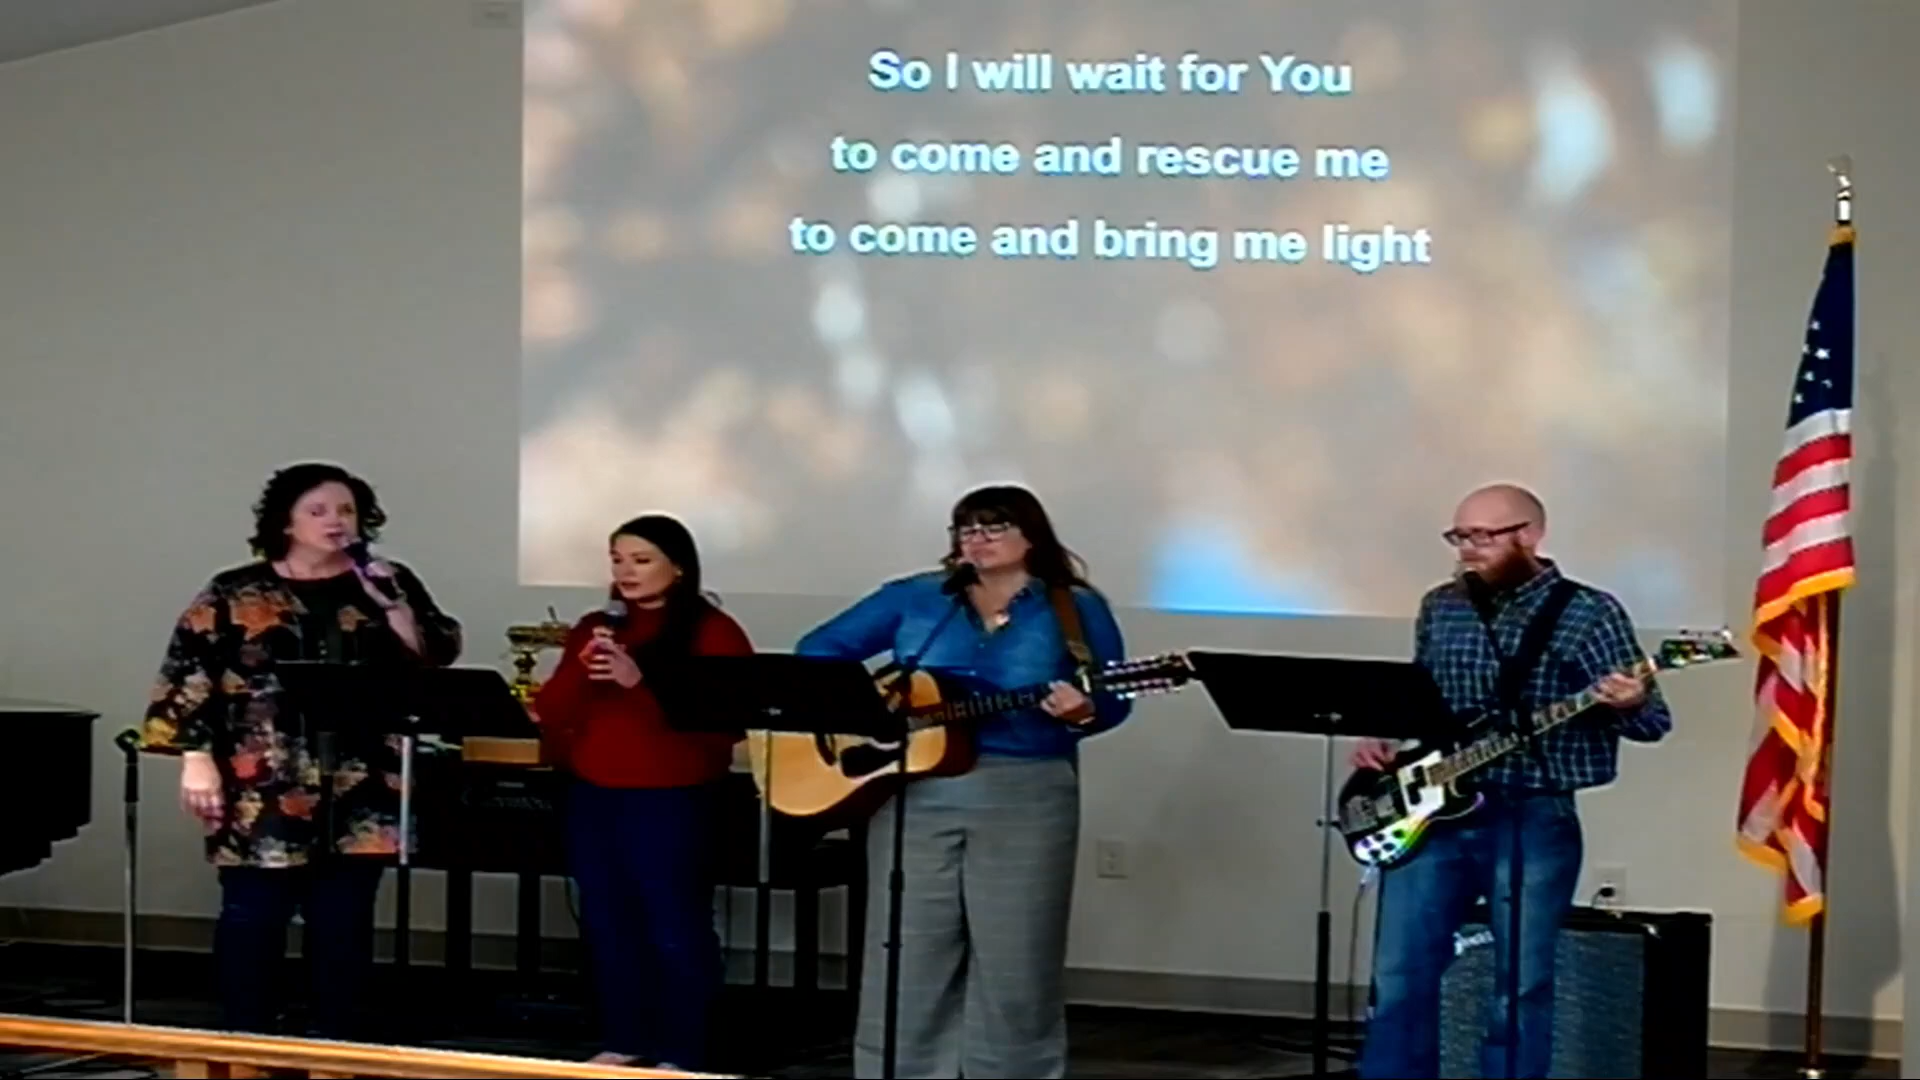 So I will wait for You
to come and rescue me
to come and bring me light